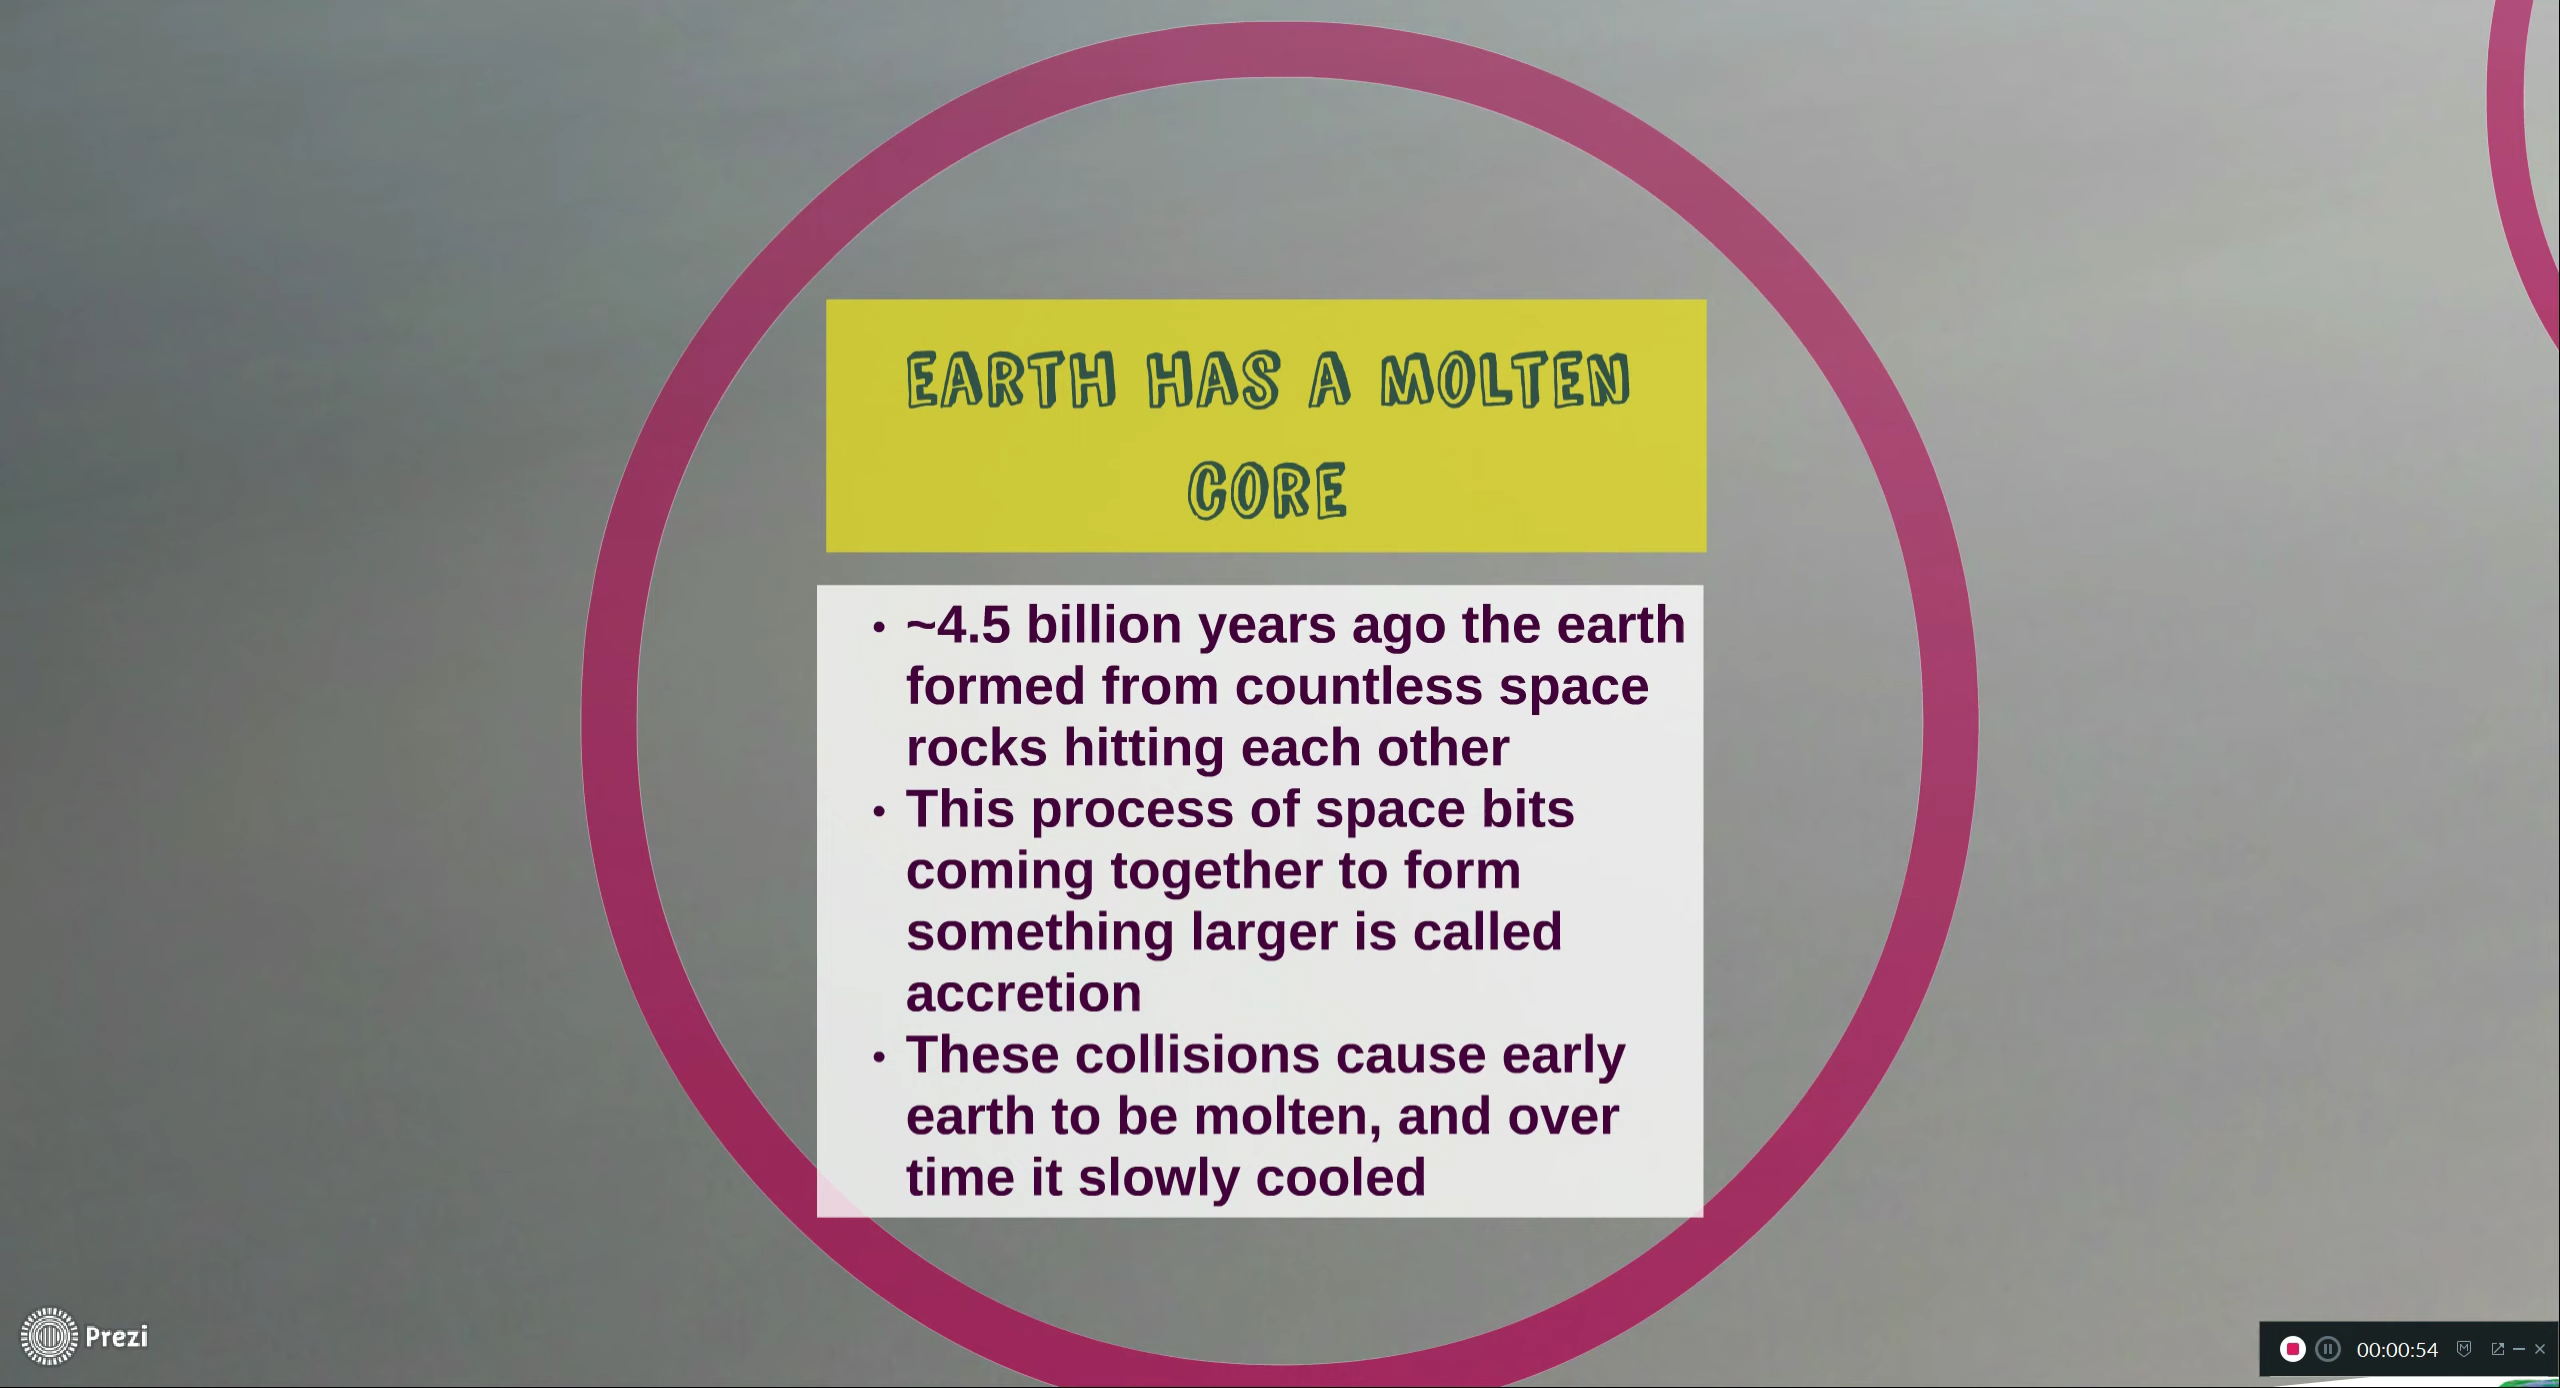 EARTH HAS A MOLTEN
CORE
• ~4.5 billion years ago the earth
formed from countless space
rocks hitting each other
• This process of space bits
coming together to form
something larger is called
accretion
• These collisions cause early
earth to be molten, and over
time it slowly cooled
Prezi
00:00:54